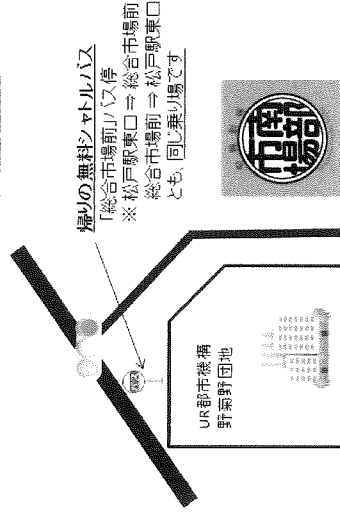 帰りの無料シャトルバス
「総合市場前」バス停
※松戸駅東口⇒総合市場前
総合市場前⇒松戸駅東口
とも、同じ乗り場です
UR都市機構
野菊野団地
南部市場